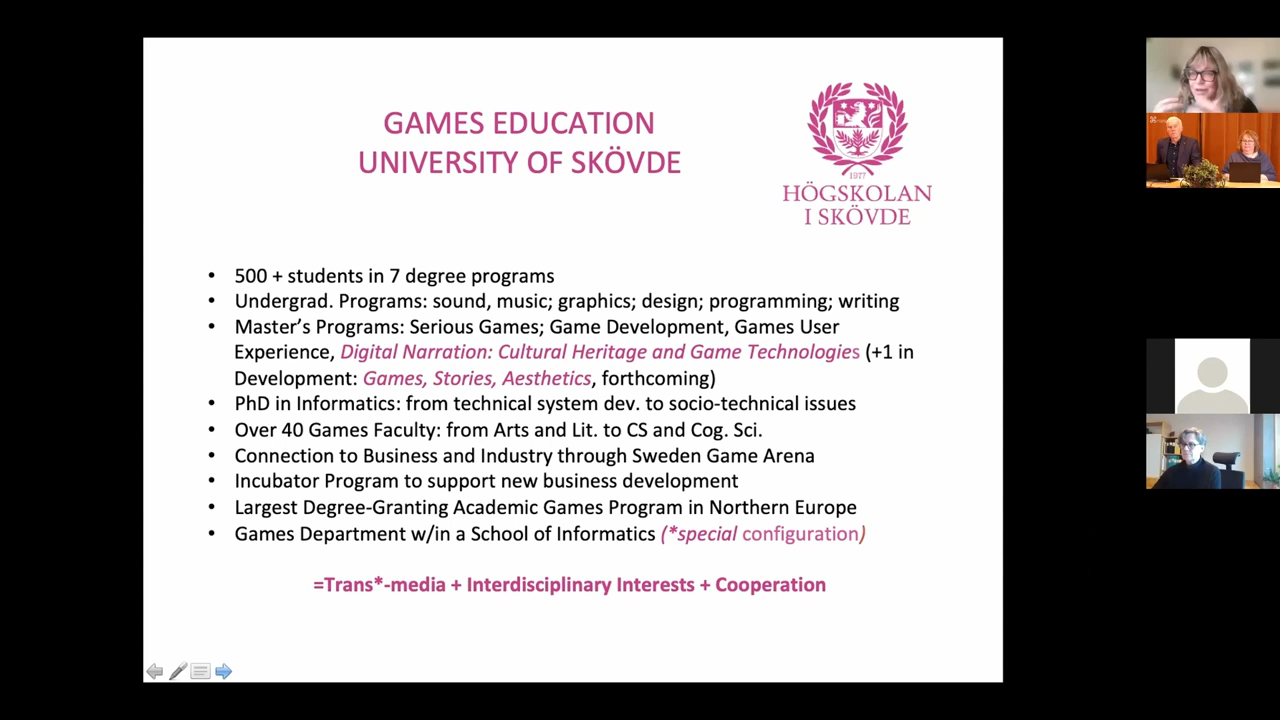 GAMES EDUCATION
UNIVERSITY OF SKÖVDE
1977
HÖGSKOLAN
I SKÖVDE
• 500 + students in 7 degree programs
• Undergrad. Programs: sound, music; graphics; design; programming; writing
• Master’s Programs: Serious Games; Game Development, Games User
Experience, Digital Narration: Cultural Heritage and Game Technologies (+1 in
Development: Games, Stories, Aesthetics, forthcoming)
• PhD in Informatics: from technical system dev. to socio-technical issues
• Over 40 Games Faculty: from Arts and Lit. to CS and Cog. Sci.
• Connection to Business and Industry through Sweden Game Arena
• Incubator Program to support new business development
• Largest Degree-Granting Academic Games Program in Northern Europe
• Games Department w/in a School of Informatics (*special configuration)
=Trans*-media + Interdisciplinary Interests + Cooperation